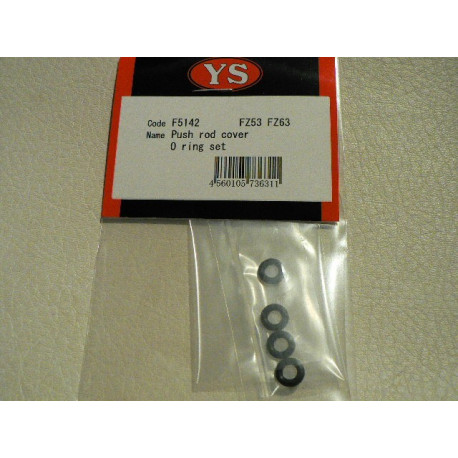 YS
Code F5142 FZ53 FZ63
Name Push rod cover
O ring set
4560105736311